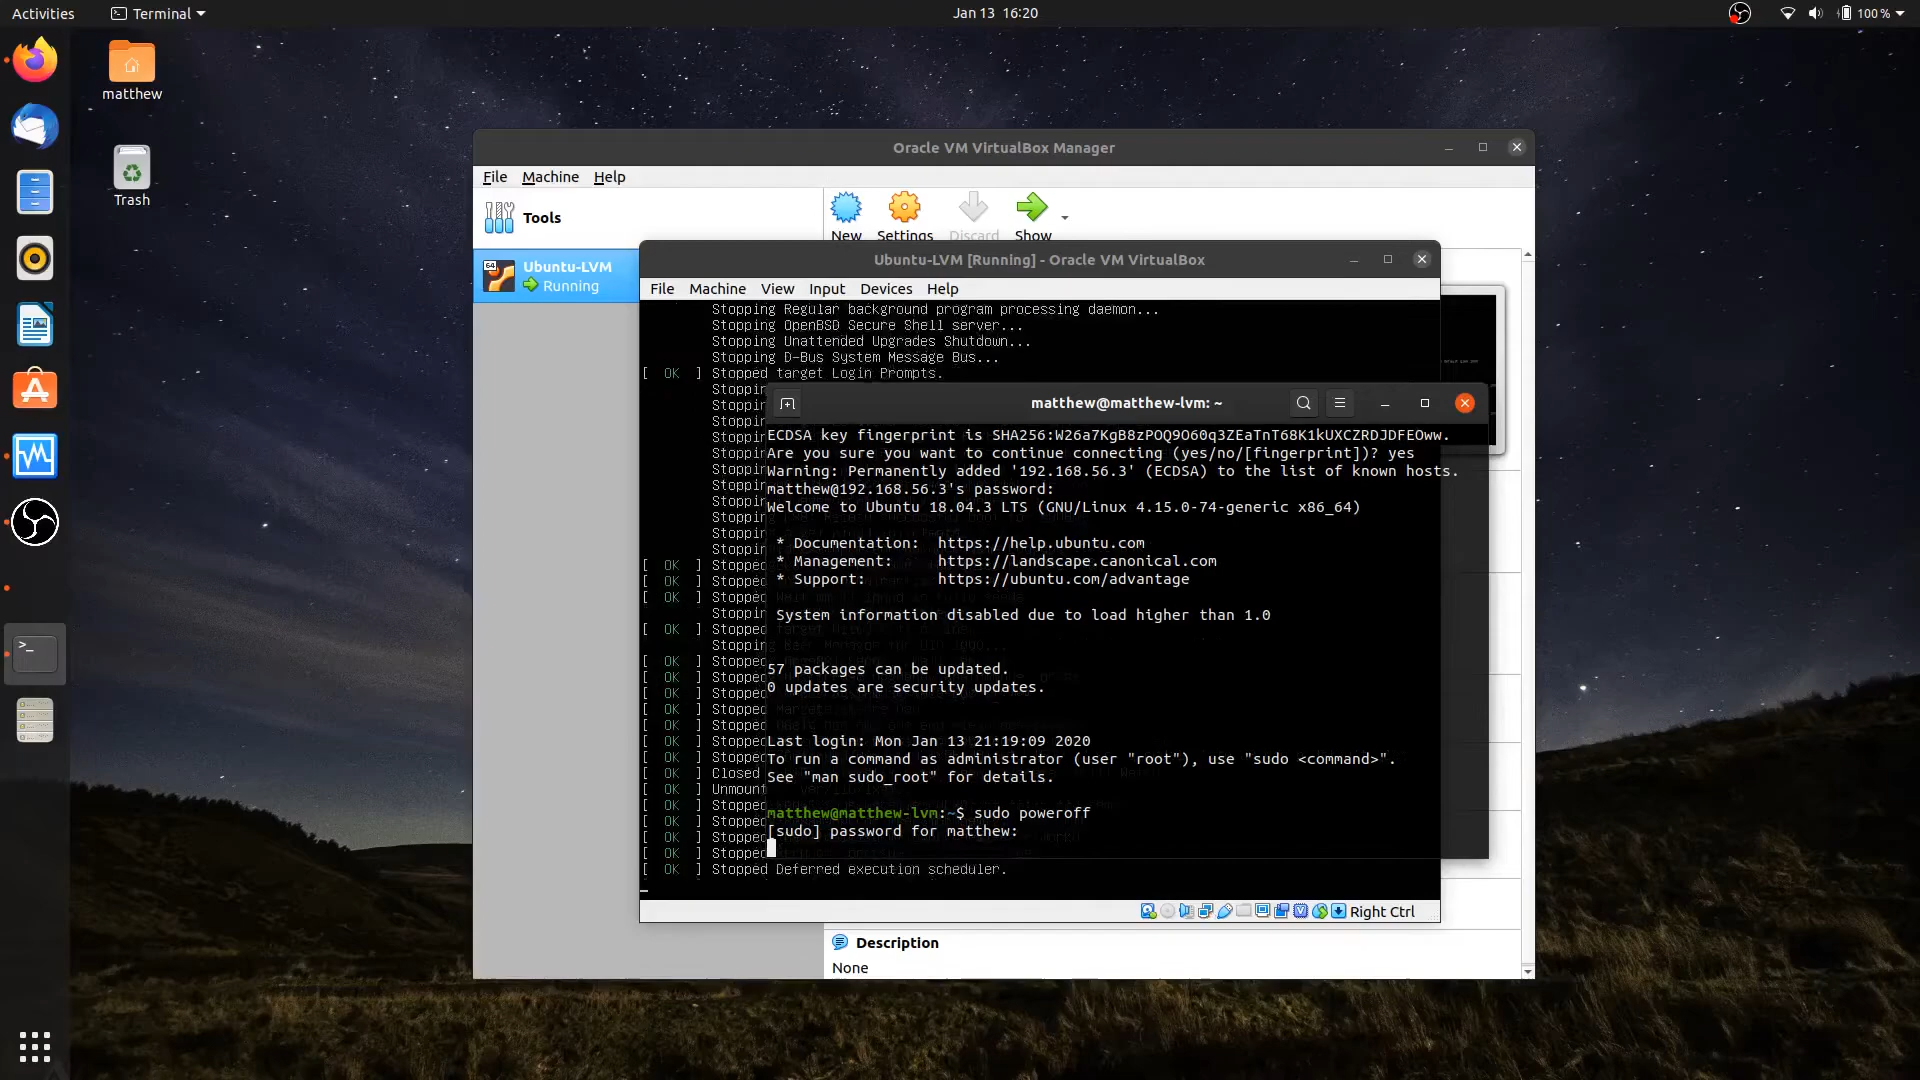 Activities
Terminal
Jan 13 16:20
100 %
matthew
Trash
Oracle VM VirtualBox Manager
File Machine Help
Tools
New Settings Discard Show
64
Ubuntu-LVM
Running
Ubuntu-LVM [Running] - Oracle VM VirtualBox
File Machine View Input Devices Help
Stopping Regular background program processing daemon...
Stopping OpenBSD Secure Shell server...
Stopping Unattended Upgrades Shutdown...
Stopping D-Bus System Message Bus...
[ OK ] Stopped target Login Prompts.
matthew@matthew-lvm: ~
ECDSA key fingerprint is SHA256:W26a7KgB8zPOQ9O60q3ZEaTnT68K1kUXCZRDJDFEOww.
Are you sure you want to continue connecting (yes/no/[fingerprint])? yes
Warning: Permanently added '192.168.56.3' (ECDSA) to the list of known hosts.
matthew@192.168.56.3's password:
Welcome to Ubuntu 18.04.3 LTS (GNU/Linux 4.15.0-74-generic x86_64)
* Documentation: https://help.ubuntu.com
* Management: https://landscape.canonical.com
* Support: https://ubuntu.com/advantage
System information disabled due to load higher than 1.0
57 packages can be updated.
0 updates are security updates.
Last login: Mon Jan 13 21:19:09 2020
To run a command as administrator (user "root"), use "sudo <command>".
See "man sudo_root" for details.
matthew@matthew-lvm:~$ sudo poweroff
[sudo] password for matthew:
[ OK ] Stopped Deferred execution scheduler.
Right Ctrl
Description
None